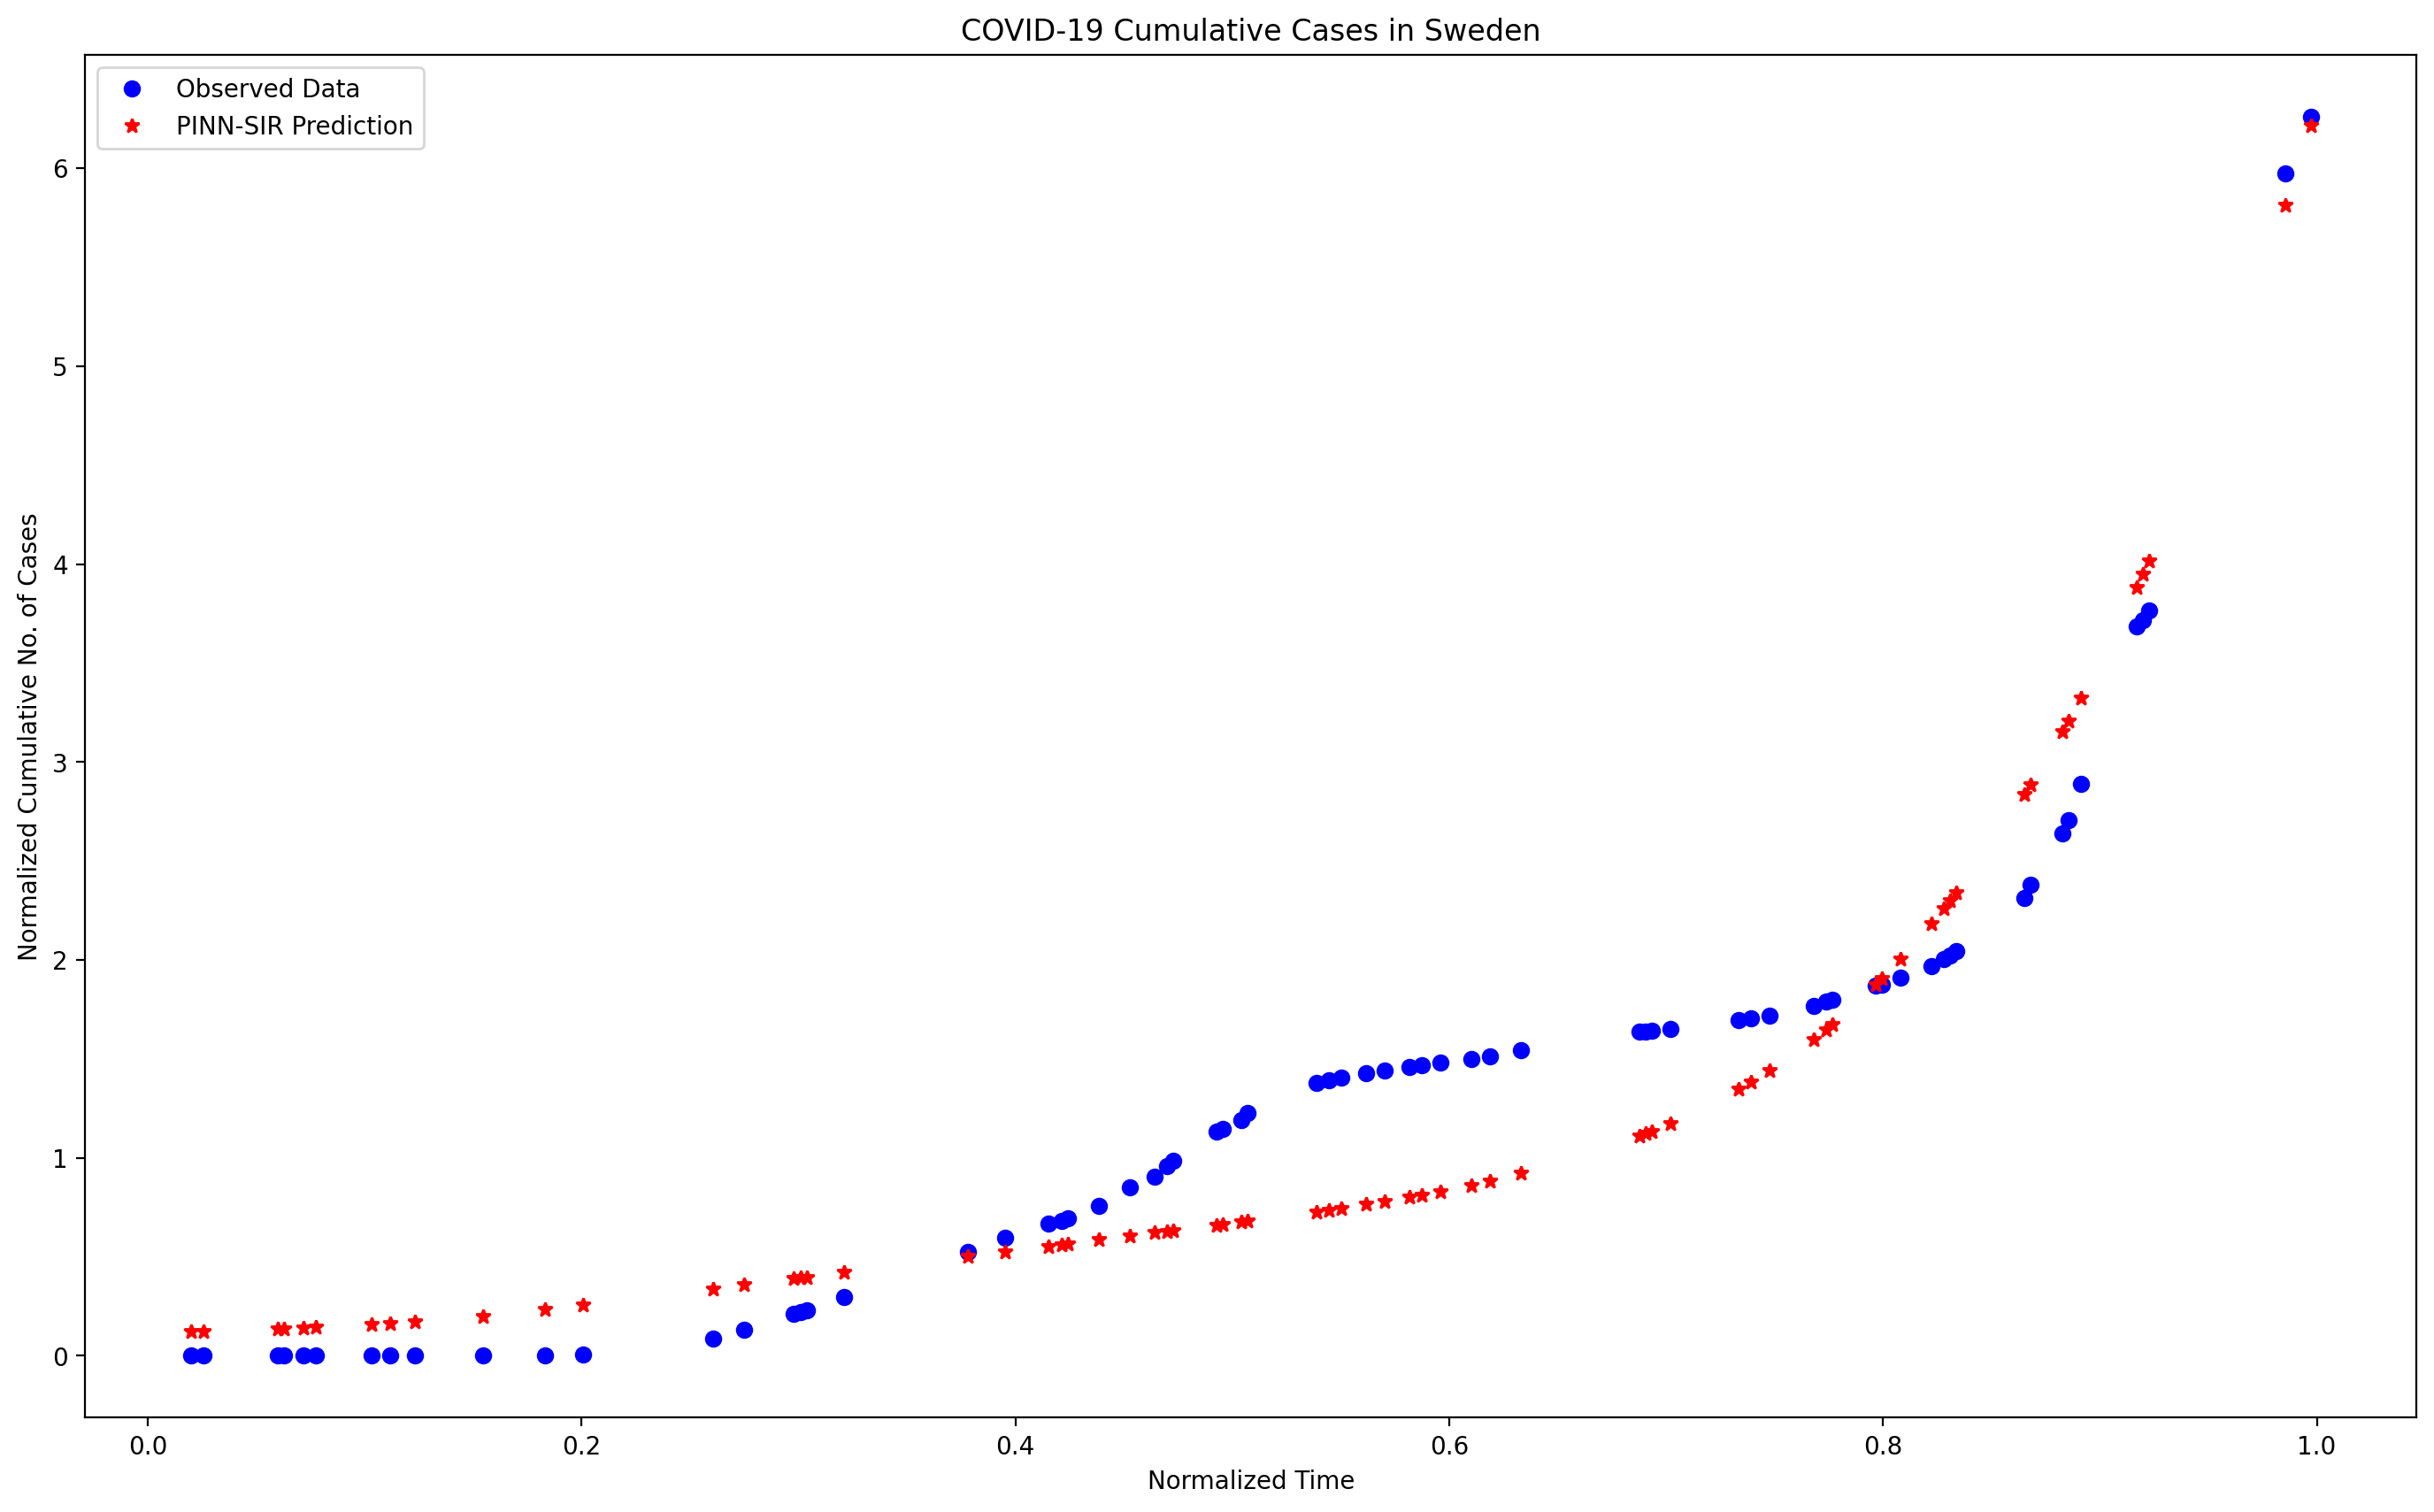 COVID-19 Cumulative Cases in Sweden
Observed Data
PINN-SIR Prediction
Normalized Cumulative No. of Cases
6
5
4
3
2
1
0
0.0 0.2 0.4 0.6 0.8 1.0
Normalized Time